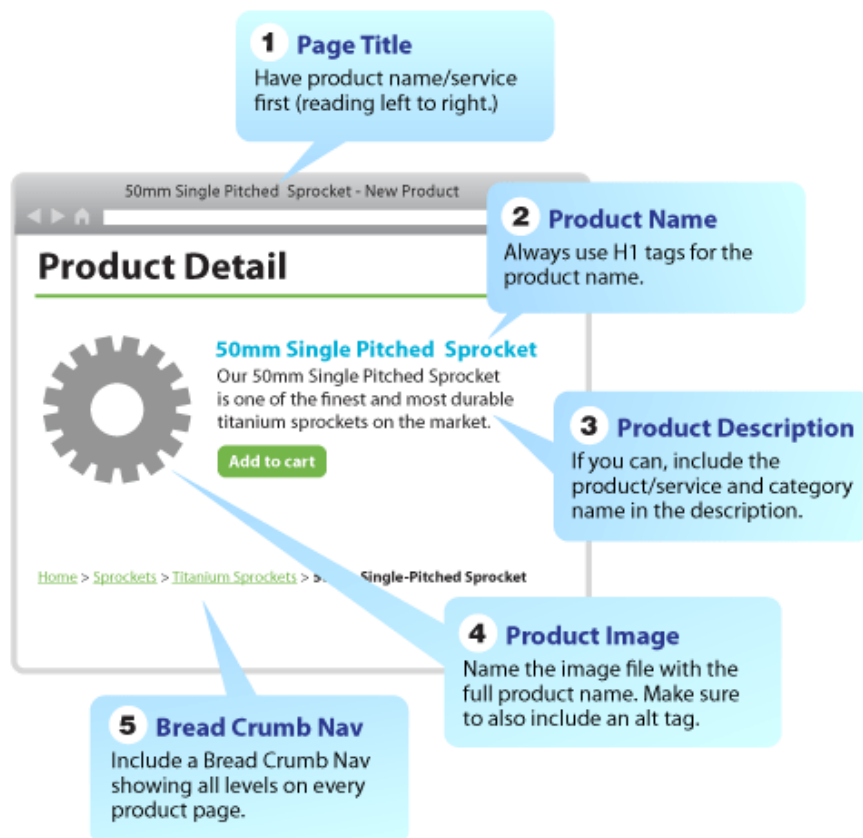 1 Page Title
Have product name/service
first (reading left to right.)
50mm Single Pitched Sprocket - New Product
2 Product Name
Always use H1 tags for the
product name.
Product Detail
50mm Single Pitched Sprocket
Our 50mm Single Pitched Sprocket
is one of the finest and most durable
titanium sprockets on the market.
Add to cart
3 Product Description
If you can, include the
product/service and category
name in the description.
Home > Sprockets > Titanium Sprockets > Single-Pitched Sprocket
4 Product Image
Name the image file with the
full product name. Make sure
to also include an alt tag.
5 Bread Crumb Nav
Include a Bread Crumb Nav
showing all levels on every
product page.